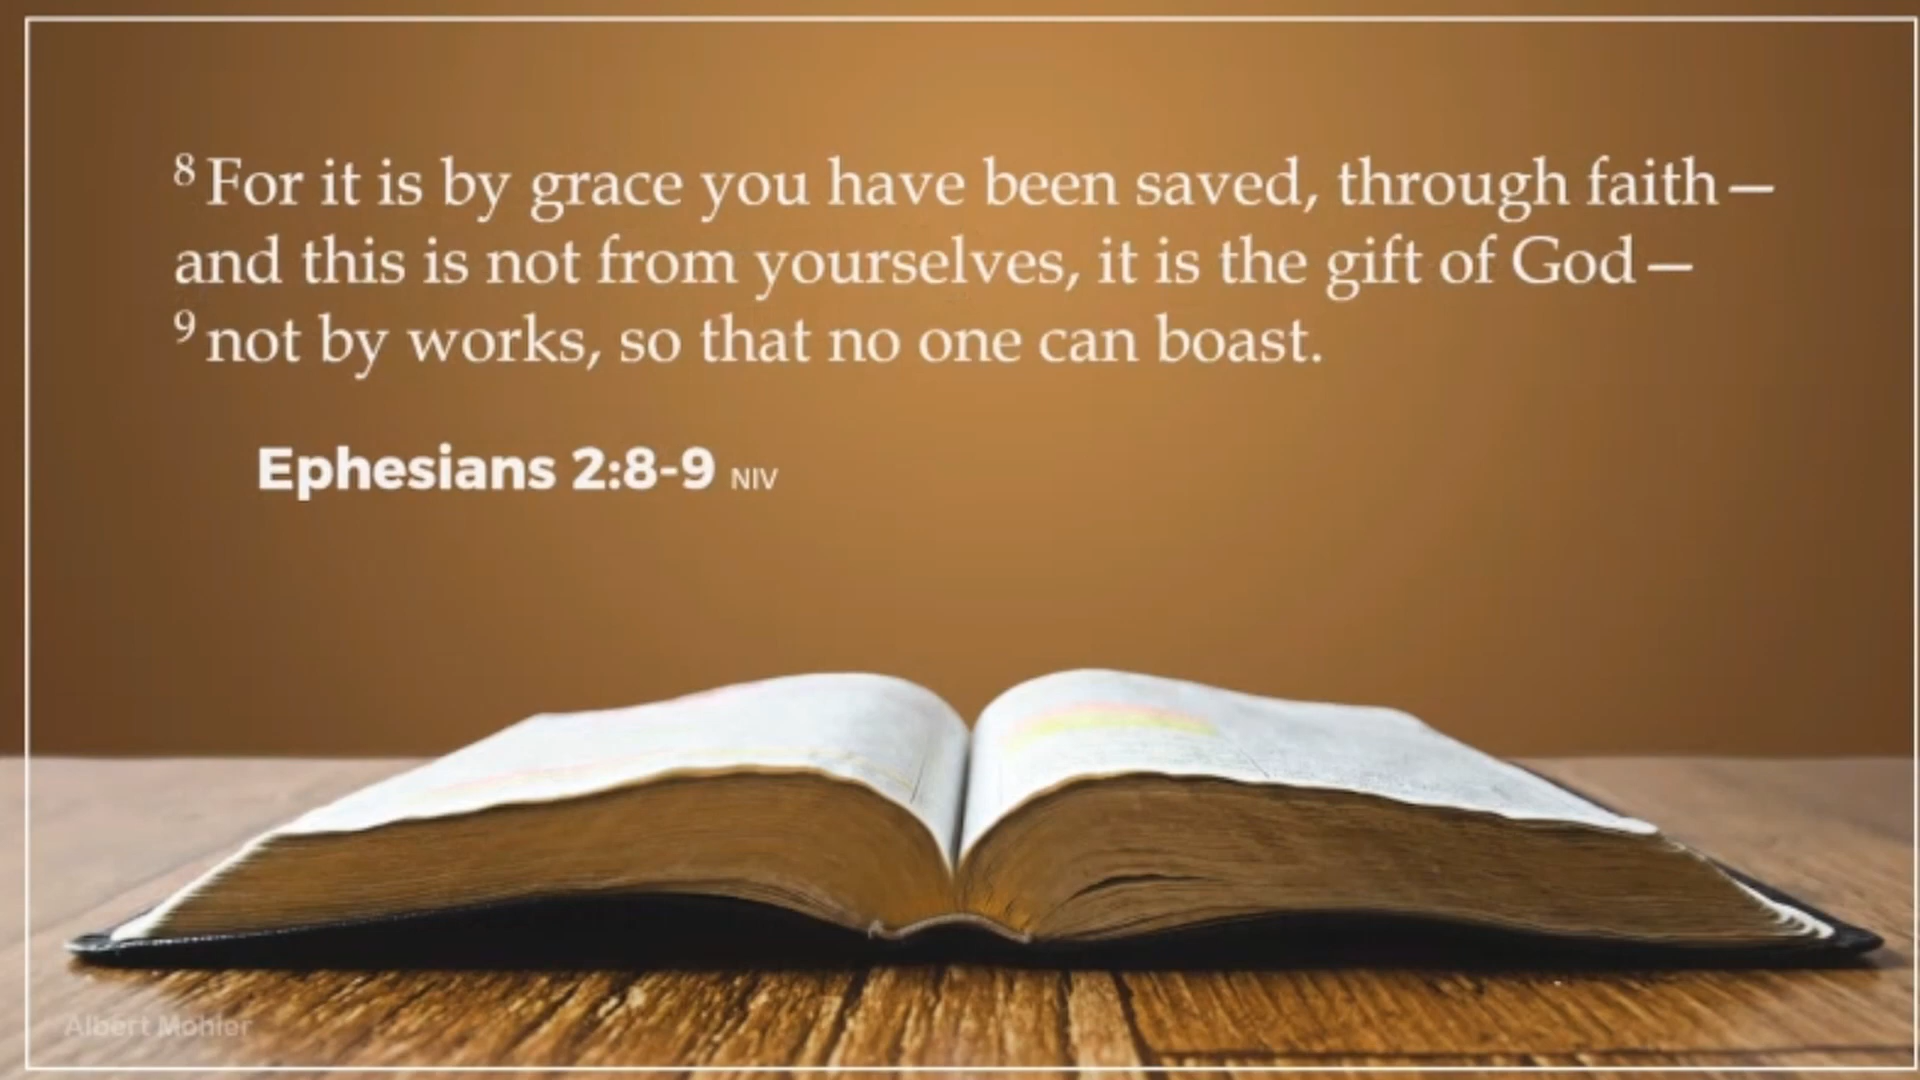 8 For it is by grace you have been saved, through faith—
and this is not from yourselves, it is the gift of God—
9 not by works, so that no one can boast.
Ephesians 2:8-9 NIV
Albert Mohler